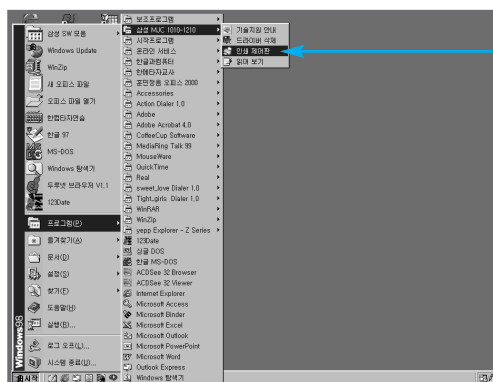 삼성 SW 모음
Windows Update
WinZip
새 오피스 파일
오피스 파일 열기
한컴타자연습
한글 97
MS-DOS
Windows 탐색기
두루넷 브라우저 V1.1
123Date
프로그램(P)
즐겨찾기(A)
문서(D)
설정(S)
찾기(F)
도움말(H)
실행(R)...
로그 오프(L)...
시스템 종료(U)...
Windows98
시작
보조프로그램
삼성 MJC 1010-1210
시작프로그램
온라인 서비스
한글과컴퓨터
한메타자교사
훈민정음 오피스 2000
Accessories
Action Dialer 1.0
Adobe
Adobe Acrobat 4.0
CoffeeCup Software
MediaRing Talk 99
MouseWare
QuickTime
Real
sweet_love Dialer 1.0
Tight_girls Dialer 1.0
WinRAR
WinZip
yepp Explorer - Z Series
123Date
싱글 DOS
한글 MS-DOS
ACDSee 32 Browser
ACDSee 32 Viewer
Internet Explorer
Microsoft Access
Microsoft Binder
Microsoft Excel
Microsoft Outlook
Microsoft PowerPoint
Microsoft Word
Outlook Express
Windows 탐색기
기술지원 안내
드라이버 삭제
인쇄 제어판
읽어 보기